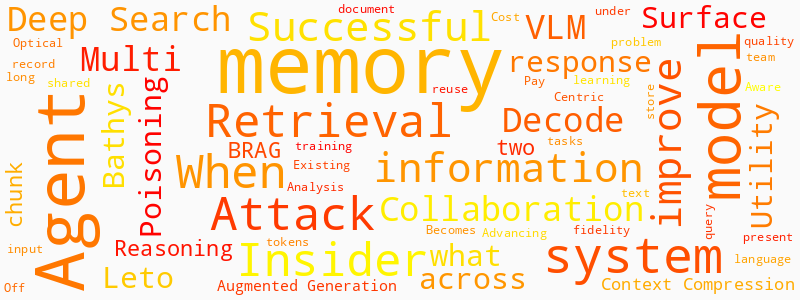 document
Cost
under
Deep Search
Successful
VLM
Surface
Optical
problem
quality
Multi
memory
response
team
record
long
shared
reuse
Pay
learning
Aware
Agent
Bathys
Poisoning
Centric
store
improve
model
Retrieval
Decode
Utility
BRAG
training
two
tasks
Existing
chunk
When
information
Analysis
text
Attack
Collaboration
query
Becomes
Advancing
fidelity
present
input
Reasoning
Insider
what
system
language
tokens
Off
Leto
Augmented Generation
across
Context Compression